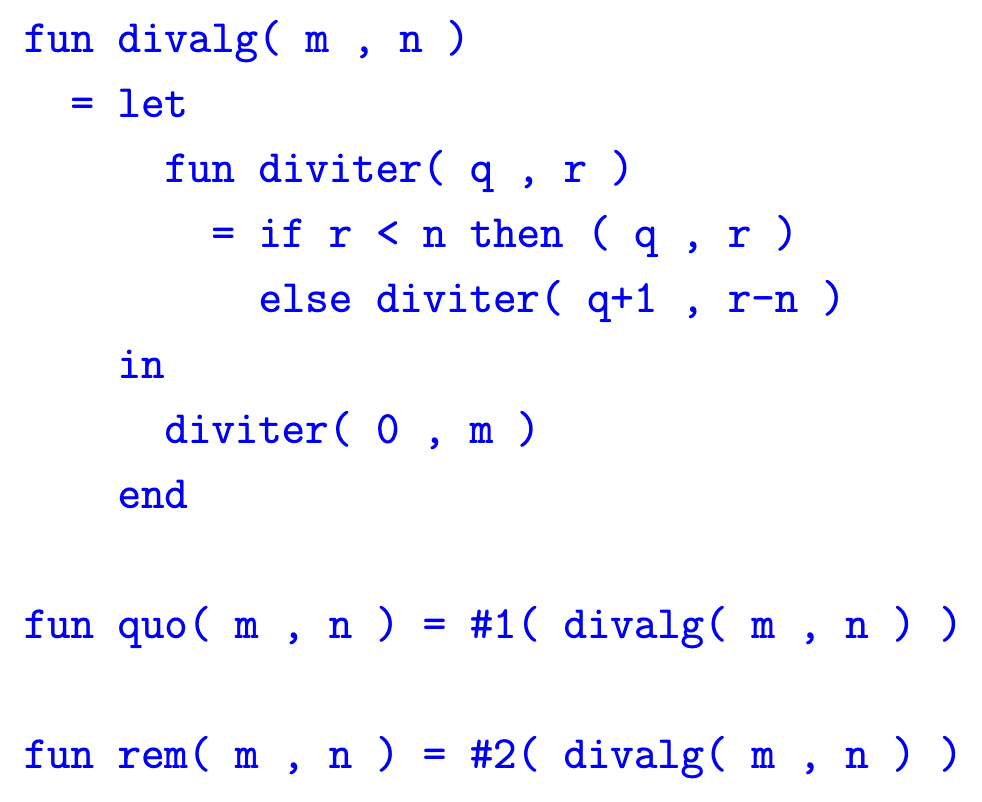 fun divalg( m , n )
  = let
      fun diviter( q , r )
        = if r < n then ( q , r )
          else diviter( q+1 , r-n )
    in
      diviter( 0 , m )
    end

fun quo( m , n ) = #1( divalg( m , n ) )

fun rem( m , n ) = #2( divalg( m , n ) )